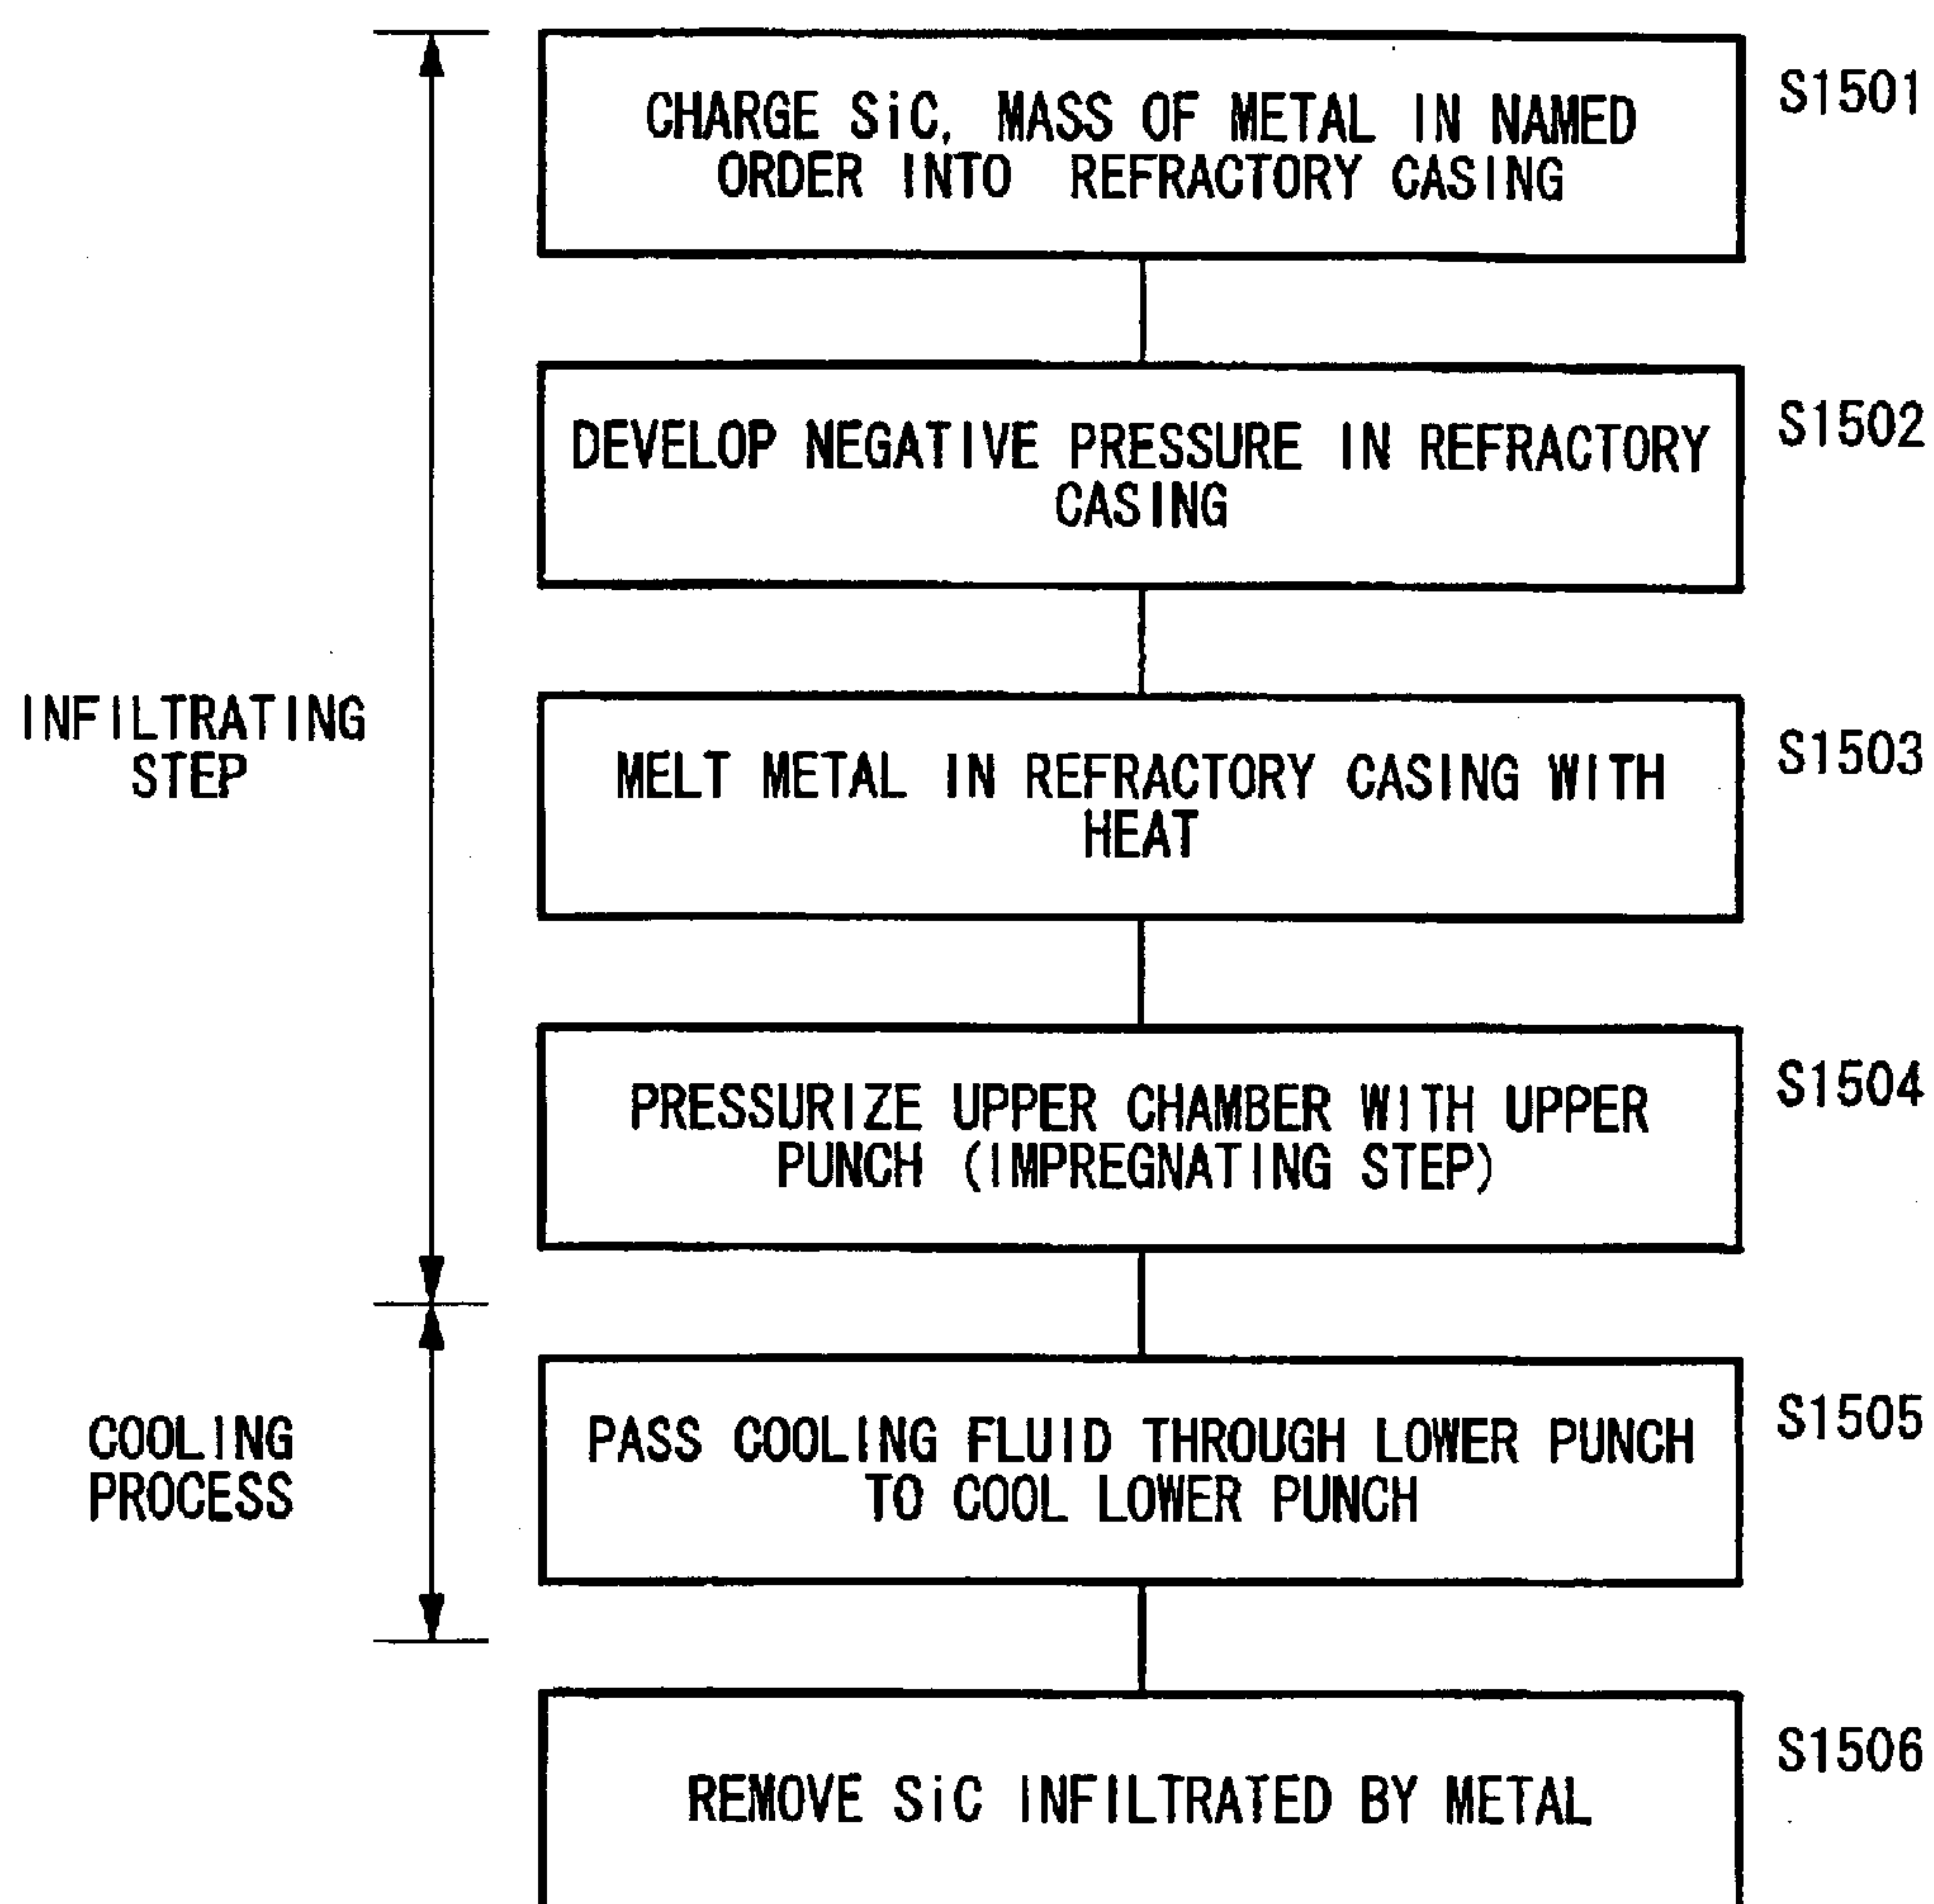 CHARGE SiC, MASS OF METAL IN NAMED
ORDER INTO REFRACTORY CASING
S1501
DEVELOP NEGATIVE PRESSURE IN REFRACTORY
CASING
S1502
INFILTRATING
STEP
MELT METAL IN REFRACTORY CASING WITH
HEAT
S1503
PRESSURIZE UPPER CHAMBER WITH UPPER
PUNCH (IMPREGNATING STEP)
S1504
COOLING
PROCESS
PASS COOLING FLUID THROUGH LOWER PUNCH
TO COOL LOWER PUNCH
S1505
REMOVE SiC INFILTRATED BY METAL
S1506